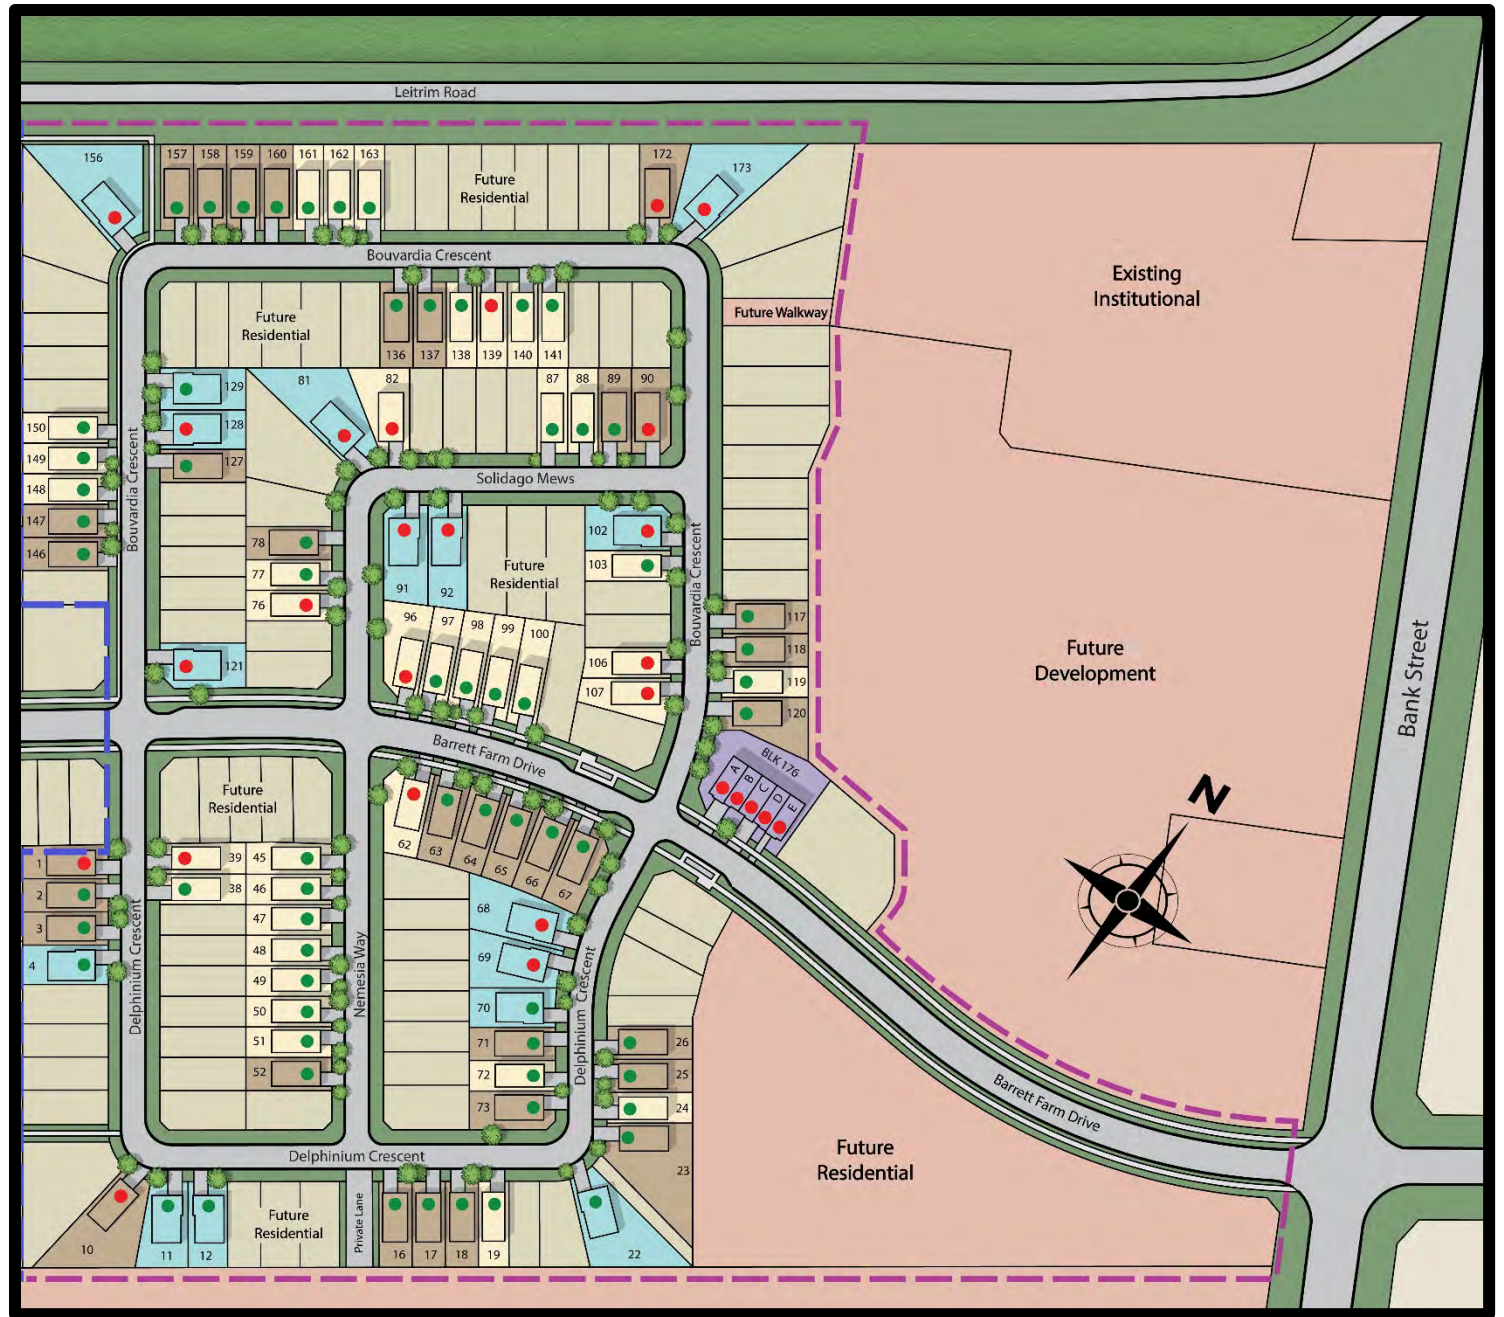 Leitrim Road
156
157
158
159
160
161
162
163
Future
Residential
172
173
Bouvardia Crescent
Existing
Institutional
Future
Residential
136
137
138
139
140
141
Future Walkway
129
128
127
81
82
87
88
89
90
150
149
148
147
146
Bouvardia Crescent
Solidago Mews
78
77
76
91
92
Future
Residential
102
103
Bouvardia Crescent
96
97
98
99
100
106
107
117
118
119
120
121
Future
Development
Bank Street
Barrett Farm Drive
BLK 176
A
B
C
D
E
N
Future
Residential
62
63
64
65
66
67
1
2
3
4
39
38
45
46
47
48
49
50
51
52
Delphinium Crescent
Nemesia Way
68
69
70
71
72
73
Delphinium Crescent
26
25
24
23
Barrett Farm Drive
Future
Residential
Delphinium Crescent
10
11
12
Future
Residential
Private Lane
16
17
18
19
22